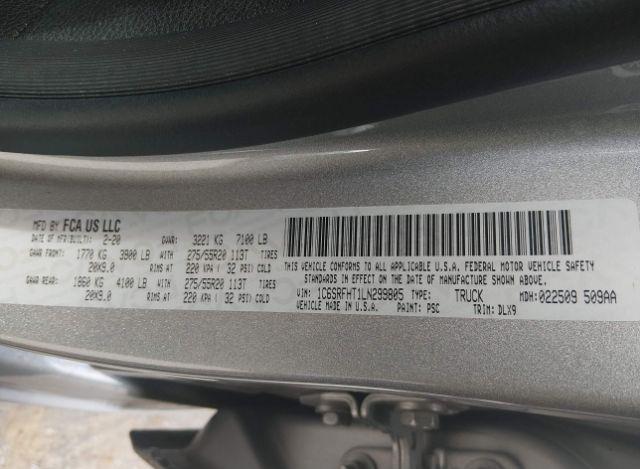 MFD BY FCA US LLC
DATE OF MFR(BUILT): 2-20 GVWR: 3221 KG 7100 LB
GAWR FRONT: 1770 KG 3900 LB 275/55R20 113T TIRES
20X9.0 RIMS AT 220 KPA ( 32 PSI) COLD
GAWR REAR: 1860 KG 4100 LB 275/55R20 113T TIRES
20X9.0 RIMS AT 220 KPA ( 32 PSI) COLD
THIS VEHICLE CONFORMS TO ALL APPLICABLE U.S.A. FEDERAL MOTOR VEHICLE SAFETY
STANDARDS IN EFFECT ON THE DATE OF MANUFACTURE SHOWN ABOVE.
VIN: 1C6SRFHT1LN299805 TYPE: TRUCK MDH: 022509 509AA
VEHICLE MADE IN U.S.A. PAINT: PSC TRIM: DLX9